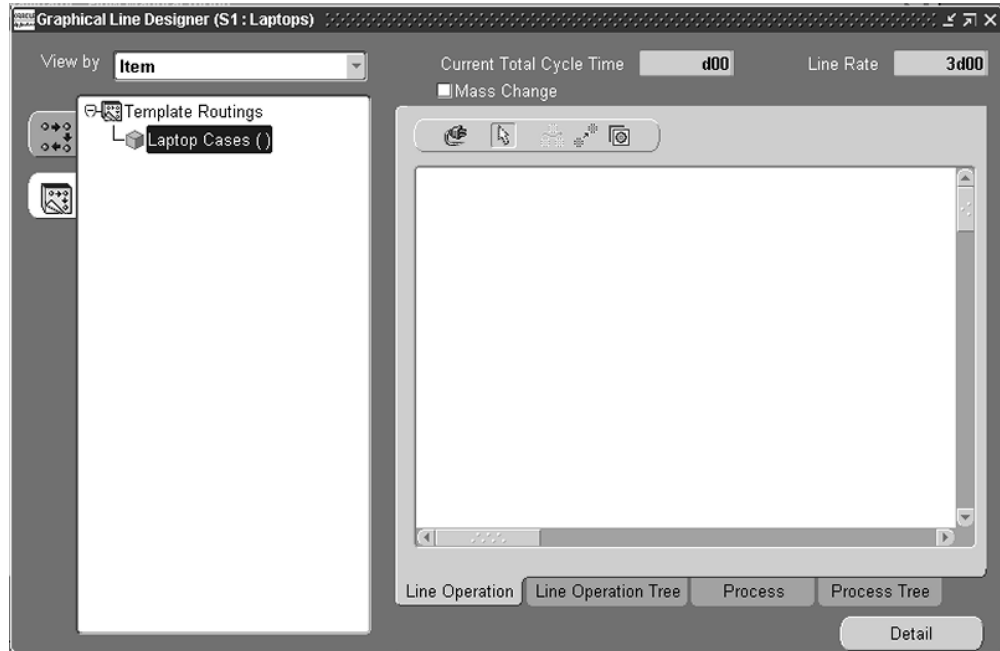 Graphical Line Designer (S1 : Laptops)
View by Item
Current Total Cycle Time d00 Line Rate 3d00
Mass Change
Template Routings
Laptop Cases ( )
Line Operation Line Operation Tree Process Process Tree
Detail